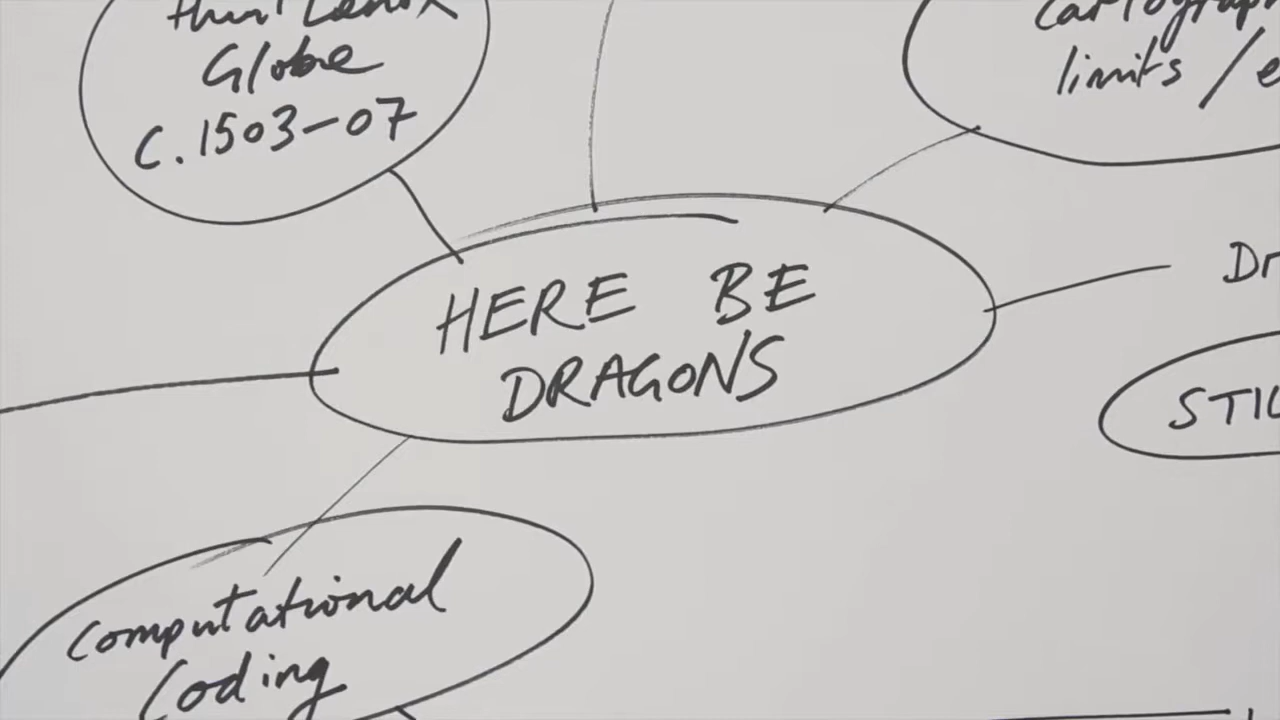 Globe
c. 1503-07
limits /
HERE BE
DRAGONS
Computational
Coding